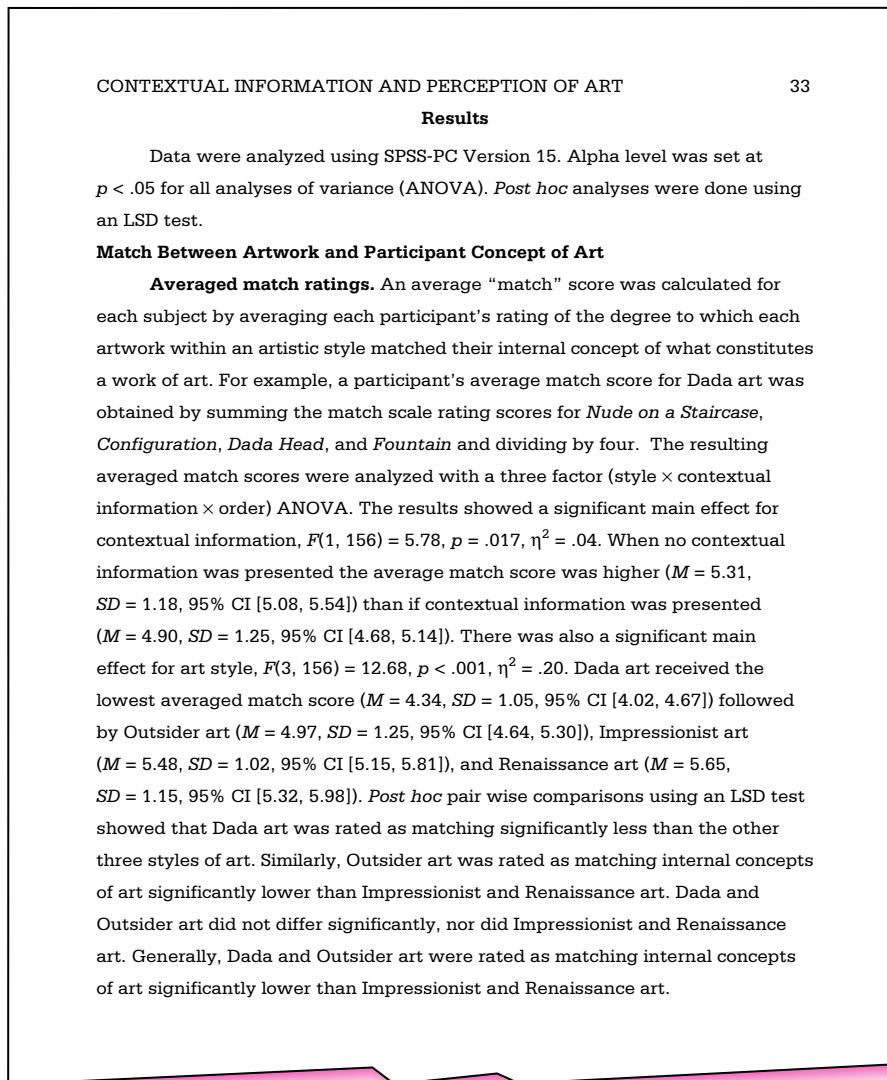 CONTEXTUAL INFORMATION AND PERCEPTION OF ART 33
Results
Data were analyzed using SPSS-PC Version 15. Alpha level was set at
p < .05 for all analyses of variance (ANOVA). Post hoc analyses were done using
an LSD test.
Match Between Artwork and Participant Concept of Art
Averaged match ratings. An average “match” score was calculated for
each subject by averaging each participant’s rating of the degree to which each
artwork within an artistic style matched their internal concept of what constitutes
a work of art. For example, a participant’s average match score for Dada art was
obtained by summing the match scale rating scores for Nude on a Staircase,
Configuration, Dada Head, and Fountain and dividing by four. The resulting
averaged match scores were analyzed with a three factor (style × contextual
information × order) ANOVA. The results showed a significant main effect for
contextual information, F(1, 156) = 5.78, p = .017, η² = .04. When no contextual
information was presented the average match score was higher (M = 5.31,
SD = 1.18, 95% CI [5.08, 5.54]) than if contextual information was presented
(M = 4.90, SD = 1.25, 95% CI [4.68, 5.14]). There was also a significant main
effect for art style, F(3, 156) = 12.68, p < .001, η² = .20. Dada art received the
lowest averaged match score (M = 4.34, SD = 1.05, 95% CI [4.02, 4.67]) followed
by Outsider art (M = 4.97, SD = 1.25, 95% CI [4.64, 5.30]), Impressionist art
(M = 5.48, SD = 1.02, 95% CI [5.15, 5.81]), and Renaissance art (M = 5.65,
SD = 1.15, 95% CI [5.32, 5.98]). Post hoc pair wise comparisons using an LSD test
showed that Dada art was rated as matching significantly less than the other
three styles of art. Similarly, Outsider art was rated as matching internal concepts
of art significantly lower than Impressionist and Renaissance art. Dada and
Outsider art did not differ significantly, nor did Impressionist and Renaissance
art. Generally, Dada and Outsider art were rated as matching internal concepts
of art significantly lower than Impressionist and Renaissance art.